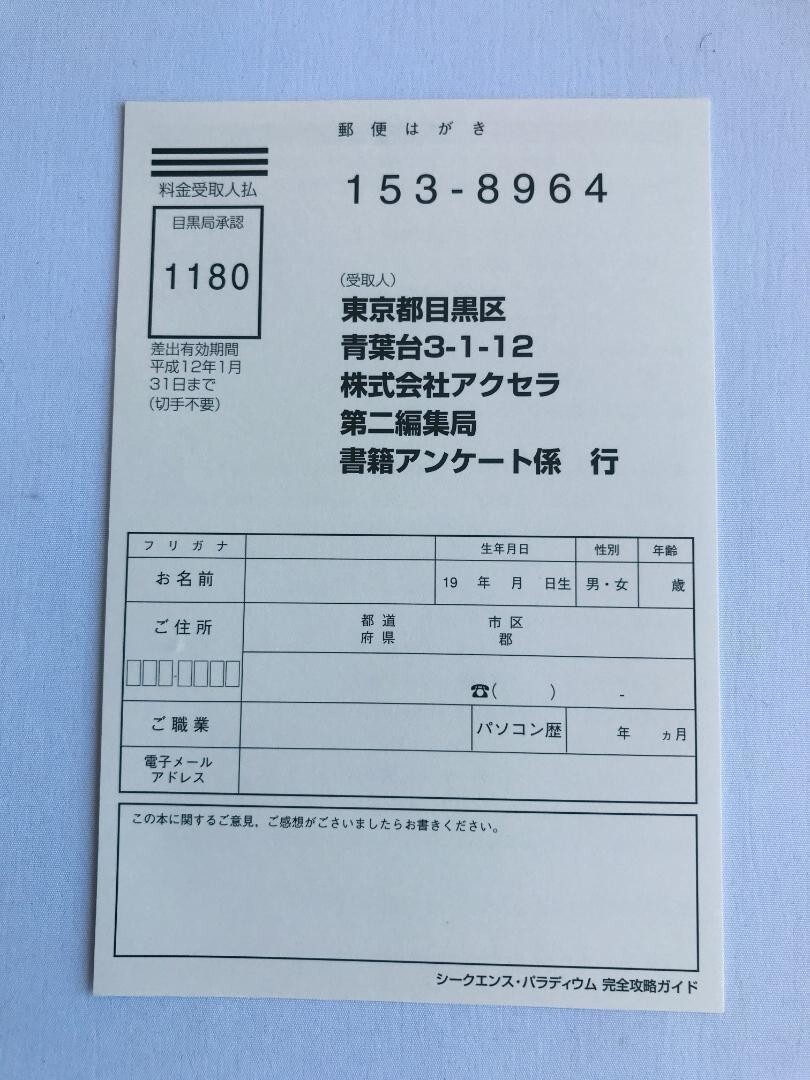 郵便はがき
料金受取人払
153-8964
目黒局承認
1180
差出有効期間
平成12年1月
31日まで
(切手不要)
(受取人)
東京都目黒区
青葉台3-1-12
株式会社アクセラ
第二編集局
書籍アンケート係 行
フリガナ 生年月日 性別 年齢
お名前 19 年 月 日生 男・女 歳
ご住所 都道 市区
府県 郡
☎( ) -
ご職業 パソコン歴 年 ヵ月
電子メール
アドレス
この本に関するご意見，ご感想がごさいましたらお書きください。
シークエンス・パラディウム 完全攻略ガイド